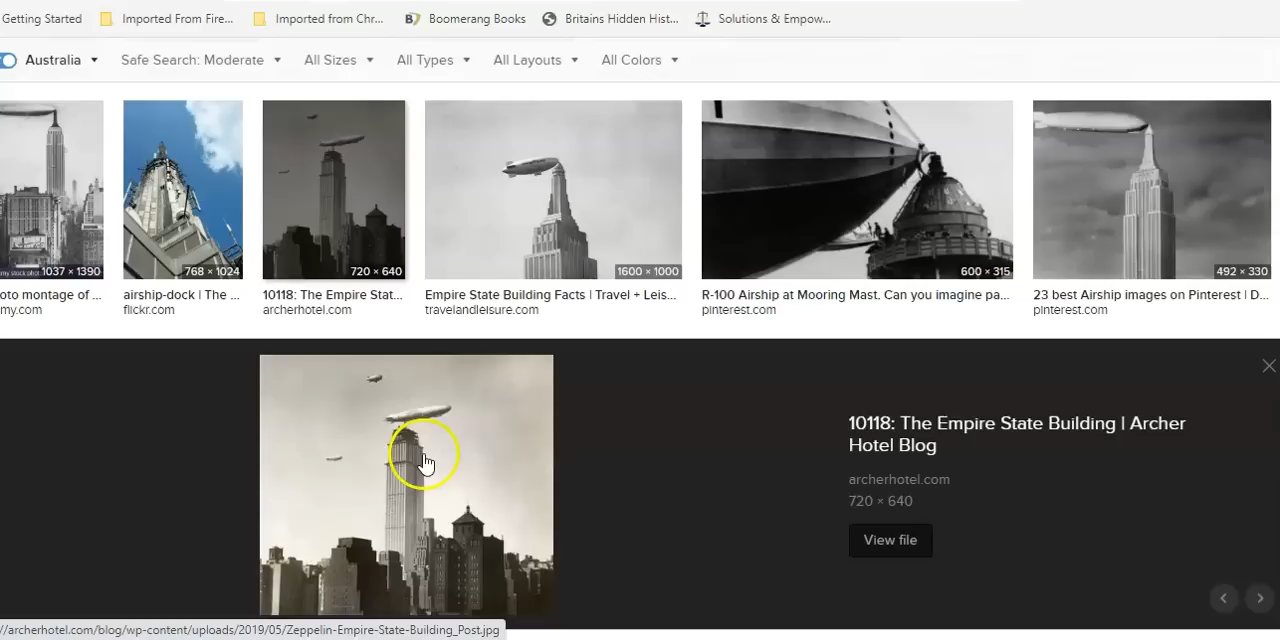 Getting Started
Imported From Fire...
Imported from Chr...
Boomerang Books
Britains Hidden Hist...
Solutions & Empow...
Australia
Safe Search: Moderate
All Sizes
All Types
All Layouts
All Colors
my stock phot
1037 × 1390
768 × 1024
720 × 640
1600 × 1000
600 × 315
492 × 330
oto montage of ...
my.com
airship-dock | The ...
flickr.com
10118: The Empire Stat...
archerhotel.com
Empire State Building Facts | Travel + Leis...
travelandleisure.com
R-100 Airship at Mooring Mast. Can you imagine pa...
pinterest.com
23 best Airship images on Pinterest | D...
pinterest.com
10118: The Empire State Building | Archer
Hotel Blog
archerhotel.com
720 × 640
View file
//archerhotel.com/blog/wp-content/uploads/2019/05/Zeppelin-Empire-State-Building_Post.jpg